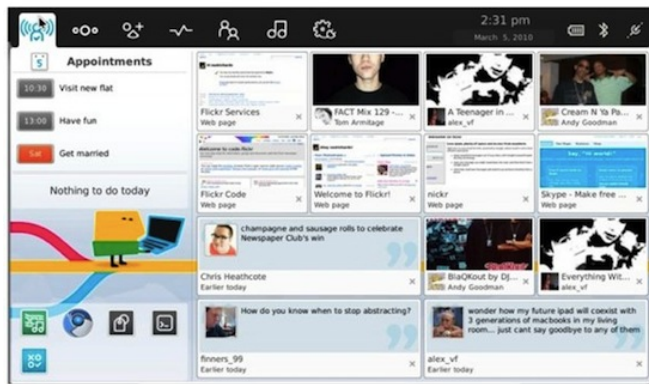 2:31 pm
March 5, 2010
5
Appointments
10:30 Visit new flat
13:00 Have fun
Sat Get married
Nothing to do today
Flickr Services
Web page
FACT Mix 129 -...
Tom Armitage
A Teenager in ...
alex_vf
Cream N Ya Pa...
Andy Goodman
Welcome to code.flickr
Flickr Code
Web page
Welcome to Flickr!
Web page
nickr
Web page
Skype - Make free ...
Web page
champagne and sausage rolls to celebrate
Newspaper Club's win
Chris Heathcote
Earlier today
BlaQKout by DJ...
Andy Goodman
Everything Wit...
alex_vf
How do you know when to stop abstracting?
finners_99
Earlier today
wonder how my future ipad will coexist with
3 generations of macbooks in my living
room... just cant say goodbye to any of them
alex_vf
Earlier today